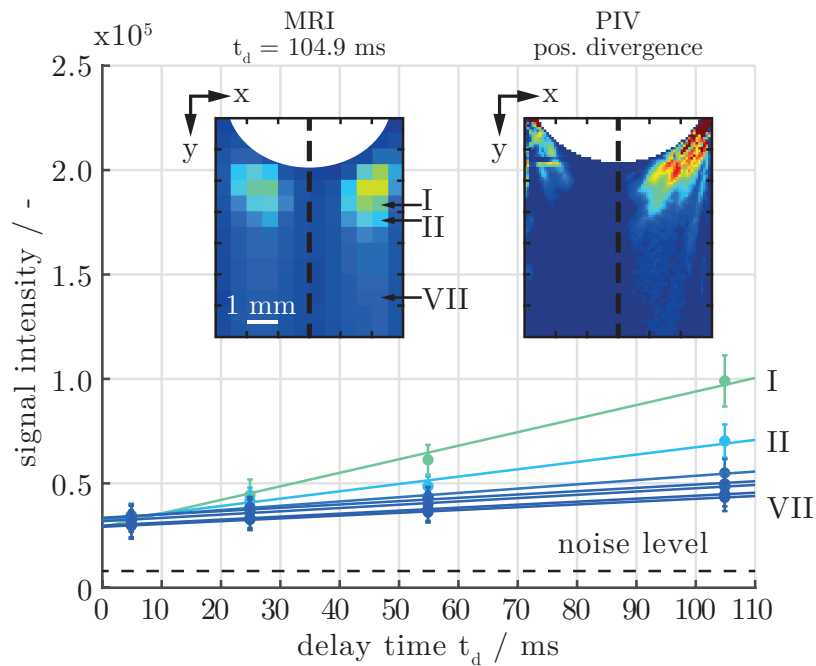 MRI
t_d = 104.9 ms
PIV
pos. divergence
x10^5
2.5
2.0
1.5
1.0
0.5
0
signal intensity / -
x
y
I
II
VII
1 mm
x
y
I
II
VII
noise level
0 10 20 30 40 50 60 70 80 90 100 110
delay time t_d / ms